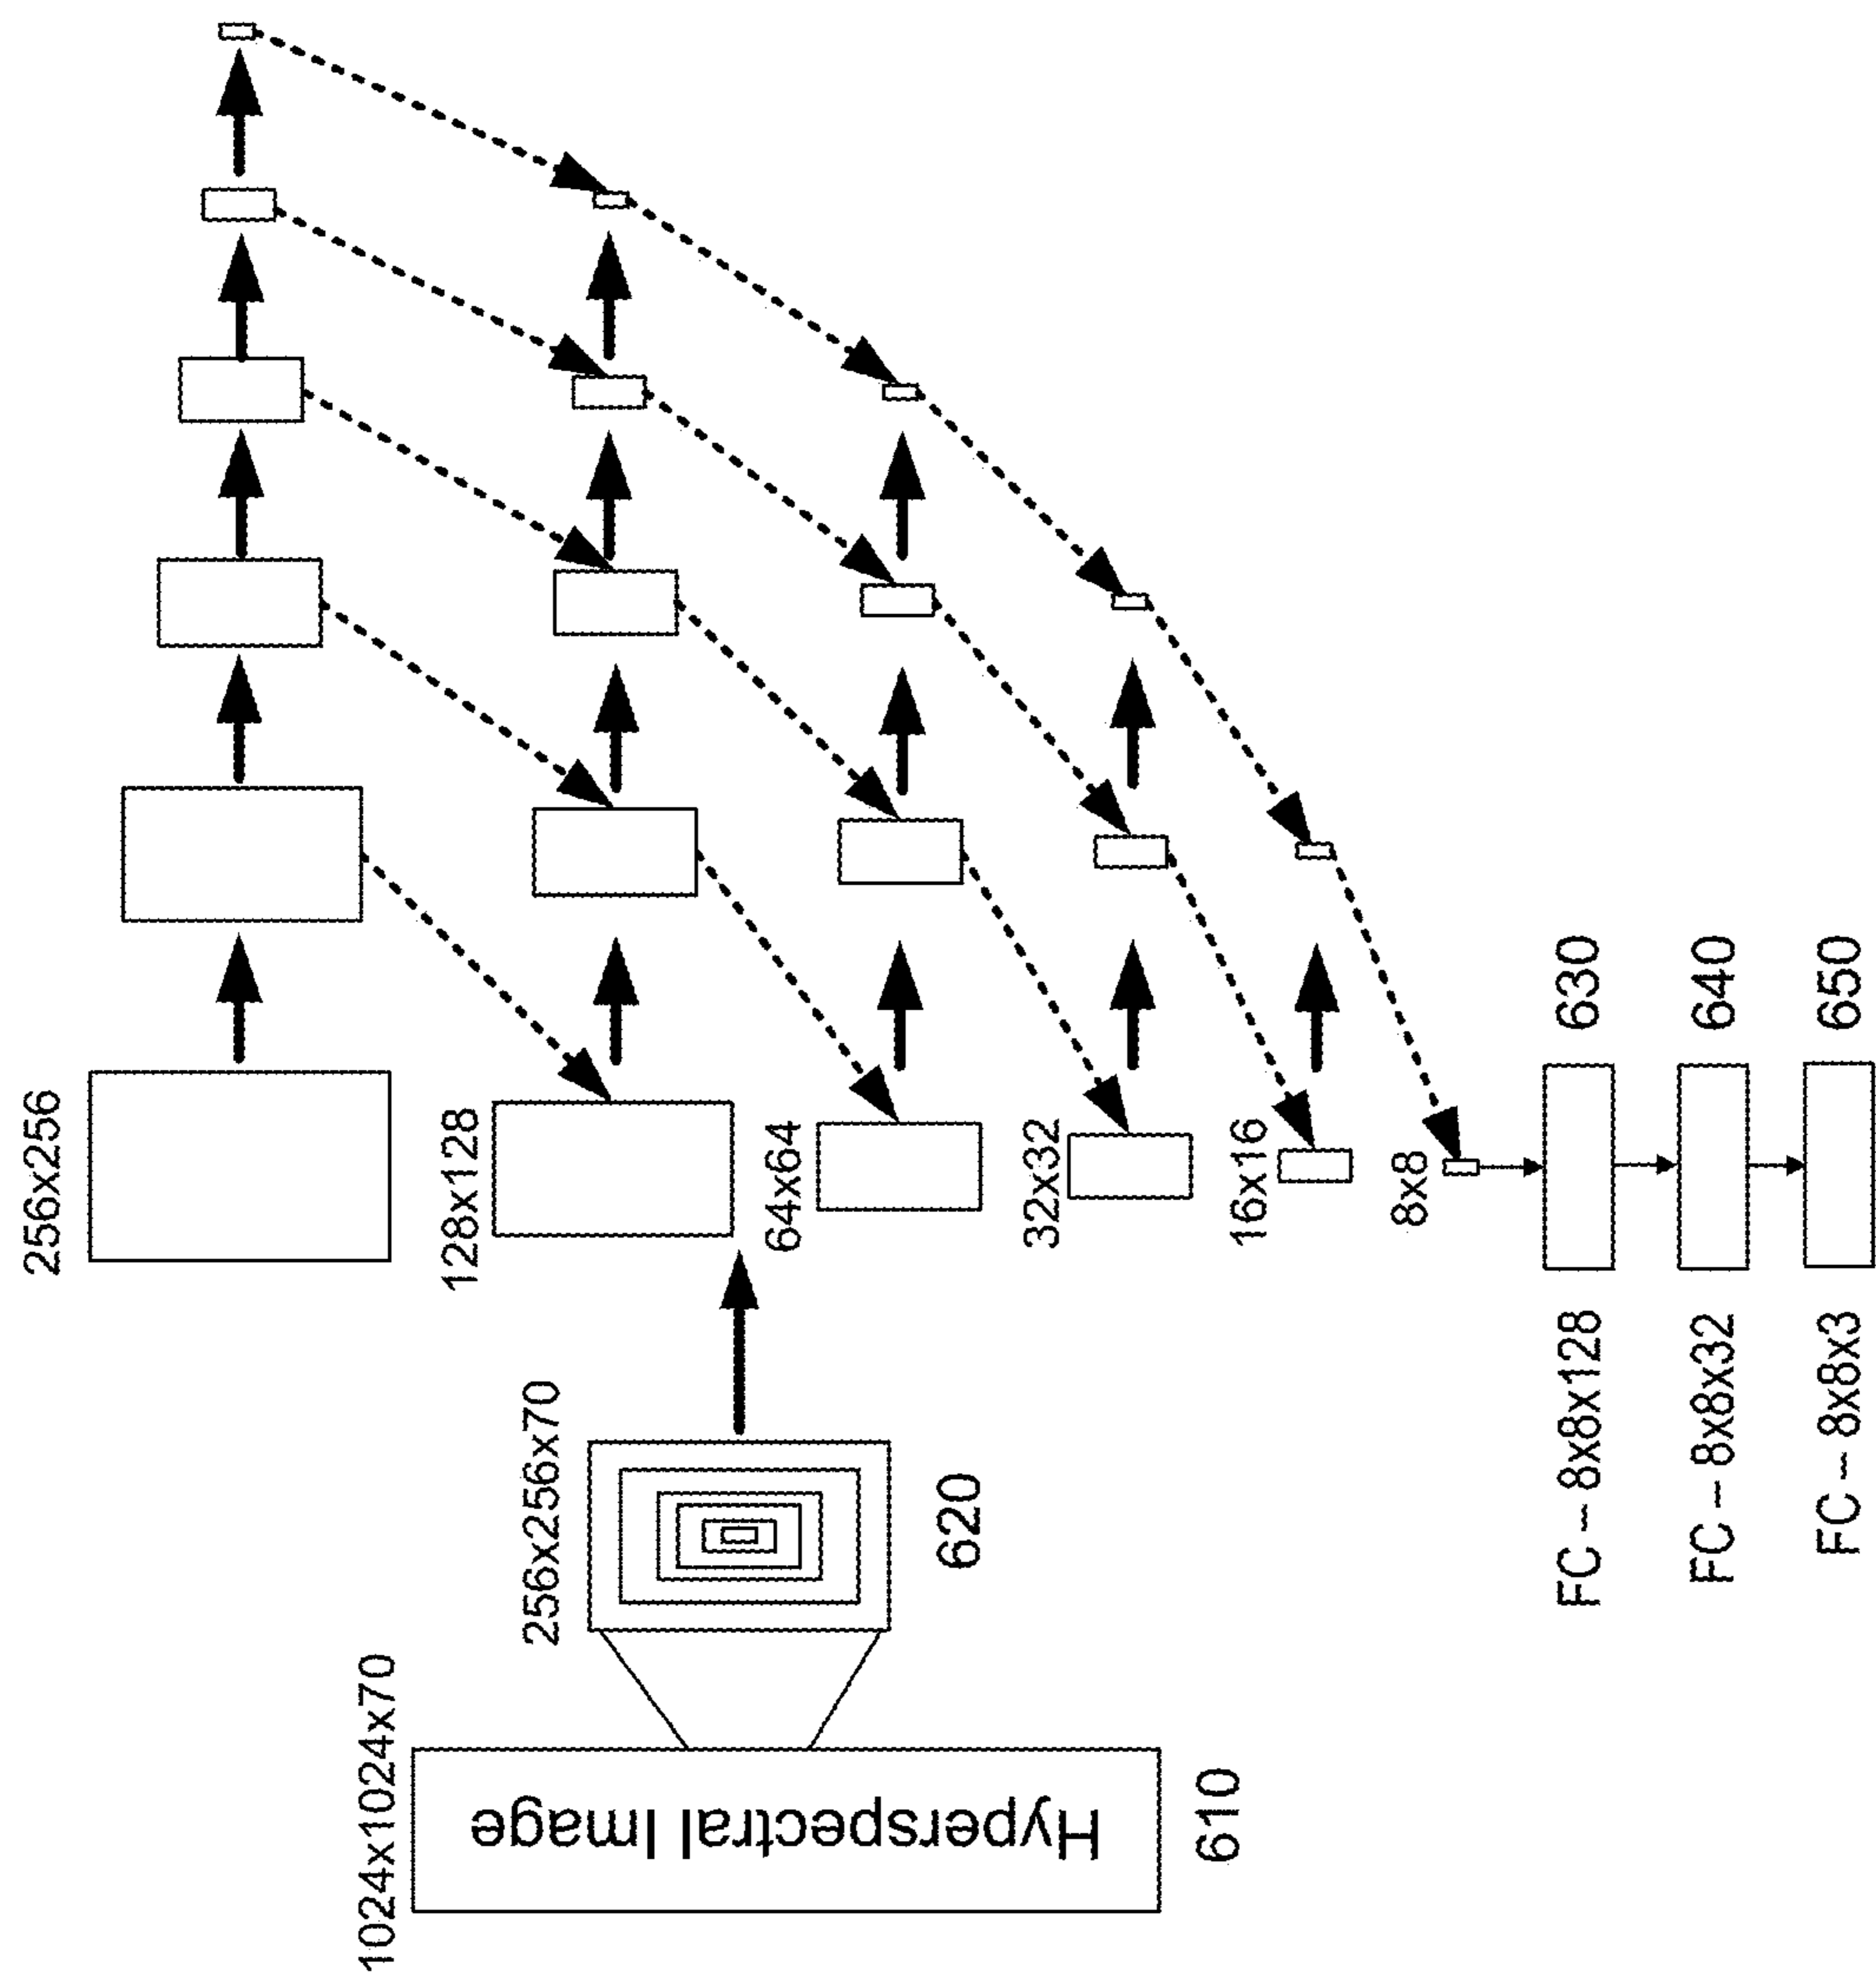 1024x1024x70
Hyperspectral Image
610
256x256x70
620
256x256
128x128
64x64
32x32
16x16
8x8
FC – 8x8x128
630
FC – 8x8x32
640
FC – 8x8x3
650